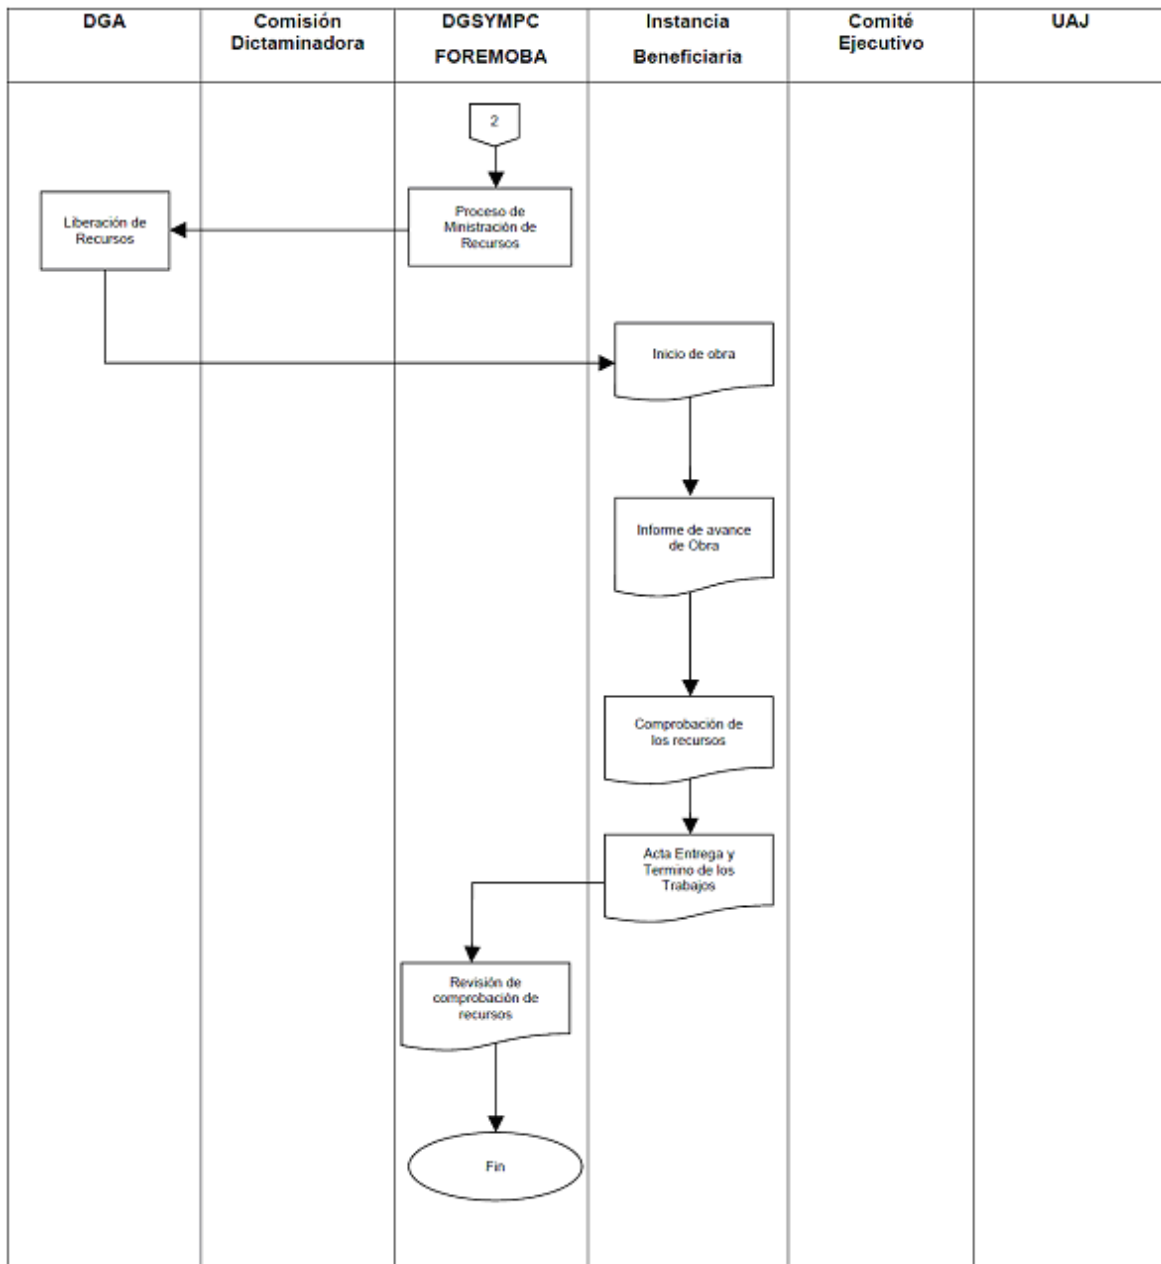 DGA
Comisión
Dictaminadora
DGSYMPC
FOREMOBA
Instancia
Beneficiaria
Comité
Ejecutivo
UAJ
2
Proceso de
Ministración de
Recursos
Liberación de
Recursos
Inicio de obra
Informe de avance
de Obra
Comprobación de
los recursos
Acta Entrega y
Termino de los
Trabajos
Revisión de
comprobación de
recursos
Fin